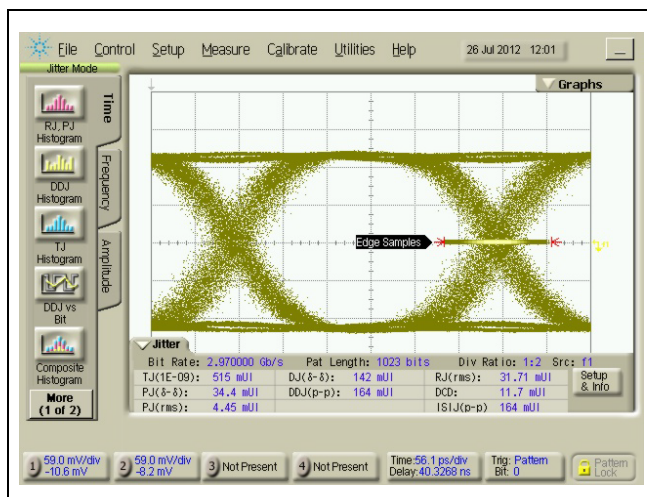 File Control Setup Measure Calibrate Utilities Help 26 Jul 2012 12:01
Jitter Mode
Graphs
RJ, PJ
Histogram
DDJ
Histogram
TJ
Histogram
DDJ vs
Bit
Composite
Histogram
More
(1 of 2)
Time
Frequency
Amplitude
Edge Samples
Jitter
Bit Rate: 2.970000 Gb/s Pat Length: 1023 bits Div Ratio: 1:2 Src: f1
TJ(1E-09): 515 mUI DJ(δ-δ): 142 mUI RJ(rms): 31.71 mUI
PJ(δ-δ): 34.4 mUI DDJ(p-p): 164 mUI DCD: 11.7 mUI
PJ(rms): 4.45 mUI ISIJ(p-p) 164 mUI
Setup
& Info
1) 59.0 mV/div
-10.6 mV
2) 59.0 mV/div
-8.2 mV
3) Not Present
4) Not Present
Time:56.1 ps/div
Delay:40.3268 ns
Trig: Pattern
Bit: 0
Pattern
Lock